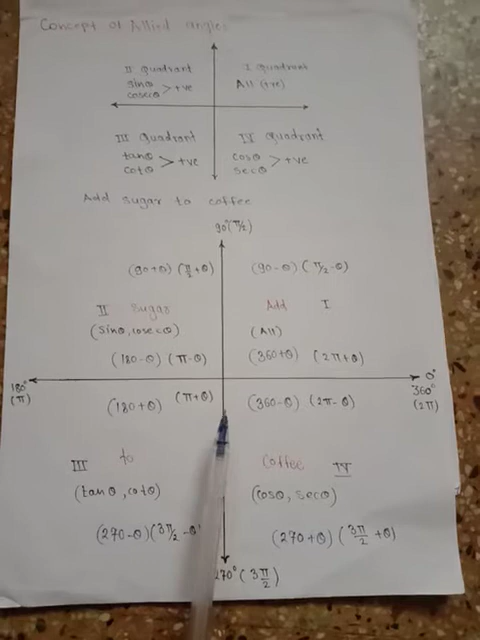 Concept of Allied angles
II Quadrant I Quadrant
sinθ cosecθ > +ve All (+ve)
III Quadrant IV Quadrant
tanθ cotθ > +ve cosθ secθ > +ve
Add sugar to coffee
90°(π/2)
(90+θ) (π/2+θ) (90-θ) (π/2-θ)
II Sugar Add I
(sinθ, cosecθ) (All)
(180-θ) (π-θ) (360+θ) (2π+θ)
180° (π) 0° 360° (2π)
(180+θ) (π+θ) (360-θ) (2π-θ)
III to Coffee IV
(tanθ, cotθ) (cosθ, secθ)
(270-θ) (3π/2-θ) (270+θ) (3π/2+θ)
270° (3π/2)